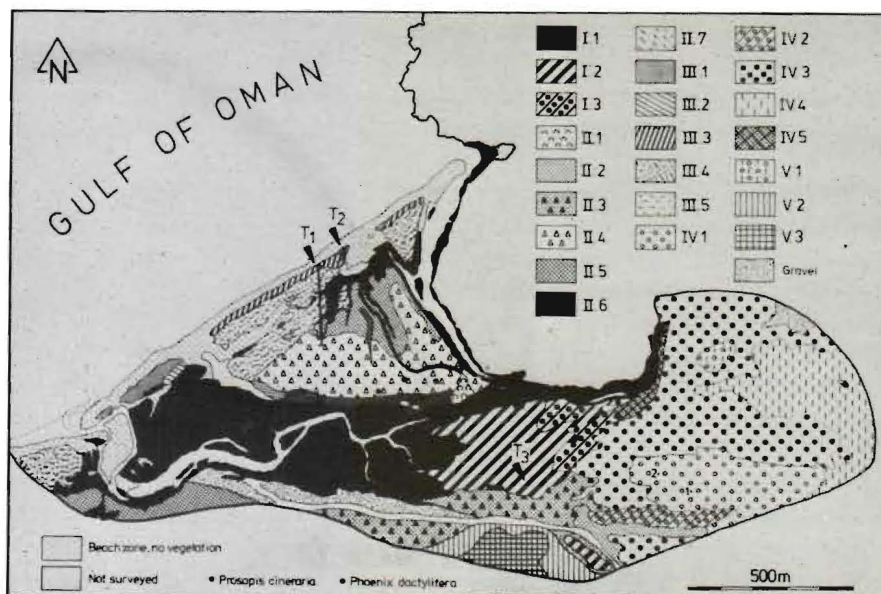 N
GULF OF OMAN
T1
T2
T3
I.1
I.2
I.3
II.1
II.2
II.3
II.4
II.5
II.6
II.7
III.1
III.2
III.3
III.4
III.5
IV.1
IV.2
IV.3
IV.4
IV.5
V.1
V.2
V.3
Gravel
2
Beach zone, no vegetation
Not surveyed
Prosopis cineraria
Phoenix dactylifera
500m